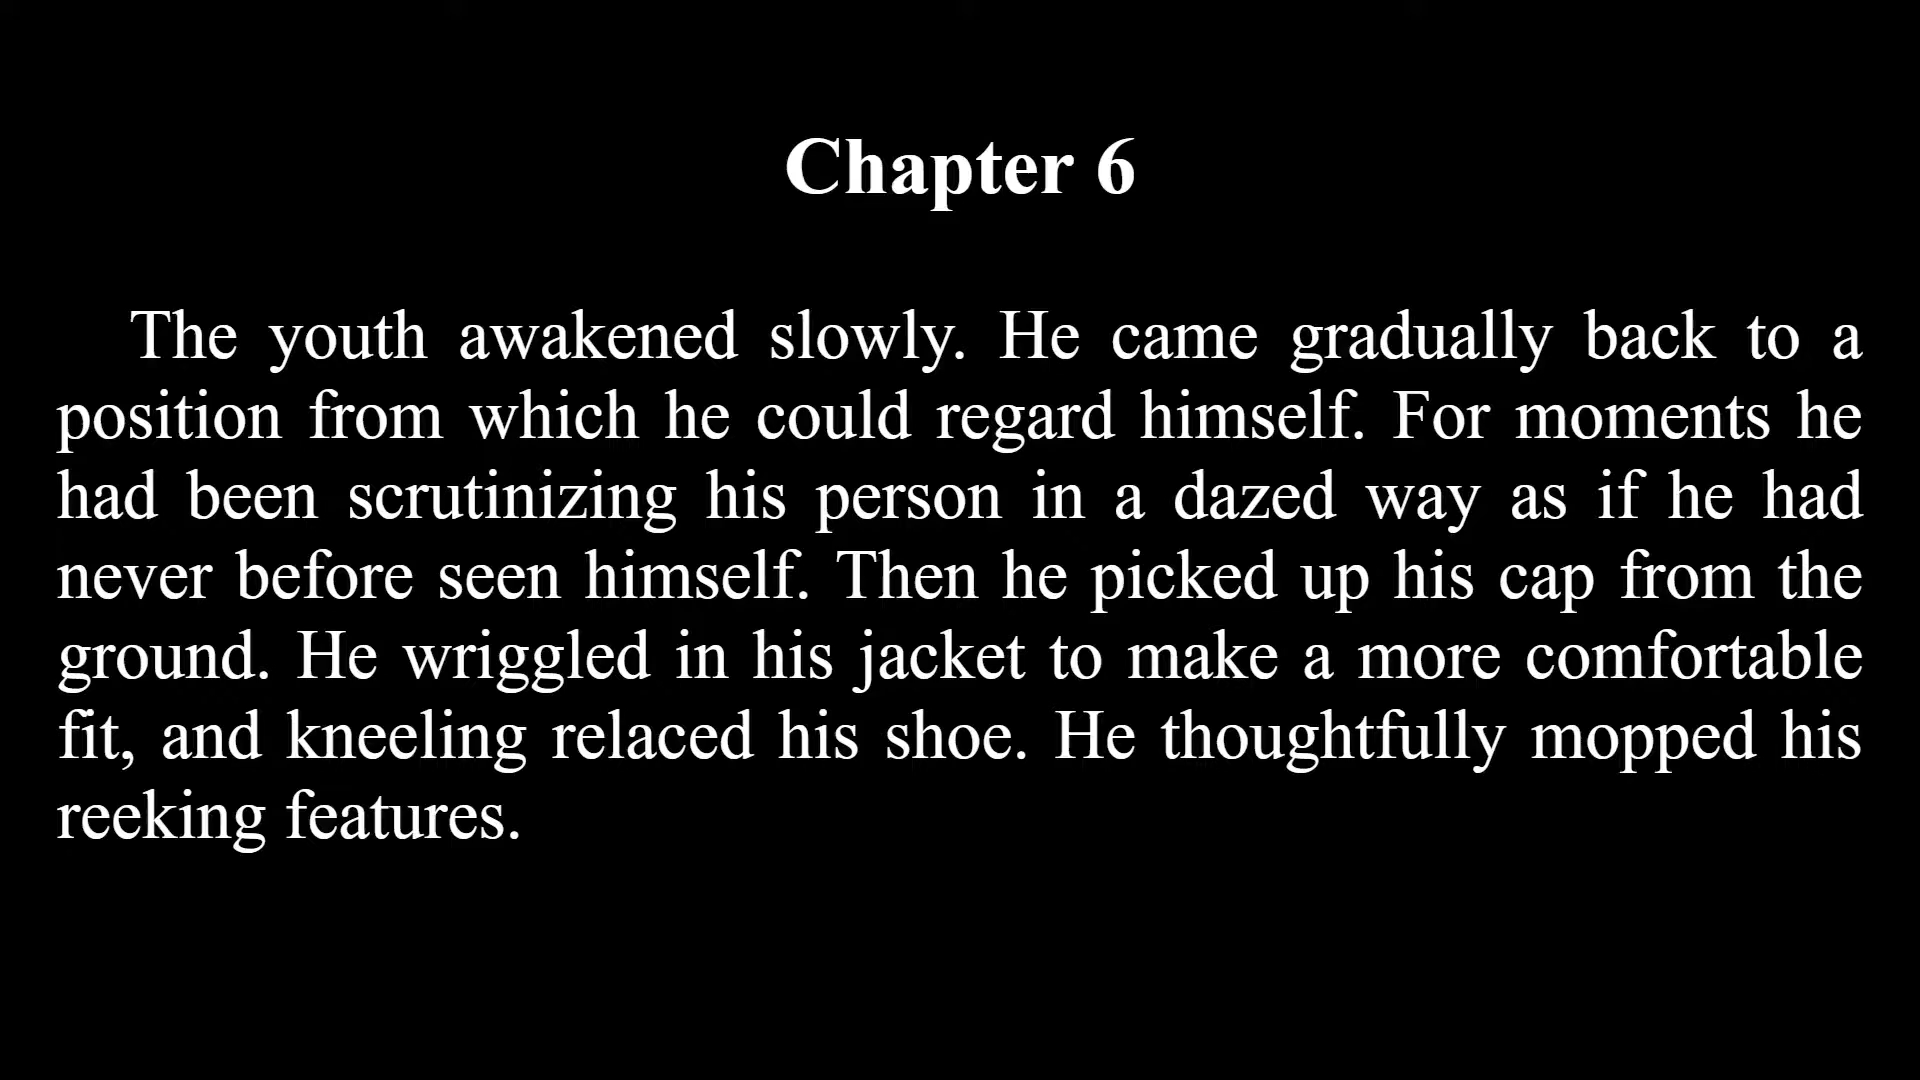 Chapter 6
The youth awakened slowly. He came gradually back to a
position from which he could regard himself. For moments he
had been scrutinizing his person in a dazed way as if he had
never before seen himself. Then he picked up his cap from the
ground. He wriggled in his jacket to make a more comfortable
fit, and kneeling relaced his shoe. He thoughtfully mopped his
reeking features.